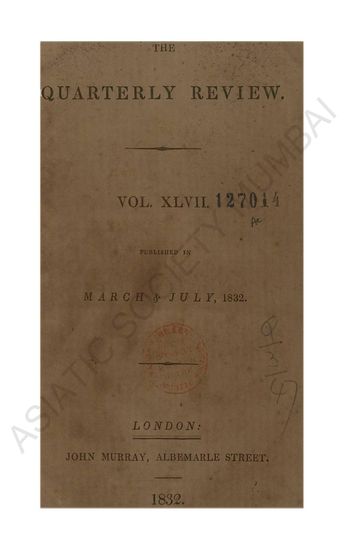 THE
QUARTERLY REVIEW.
VOL. XLVII. 127014
PUBLISHED IN
MARCH & JULY, 1832.
LONDON:
JOHN MURRAY, ALBEMARLE STREET.
1832.
ASIATIC SOCIETY MUMBAI